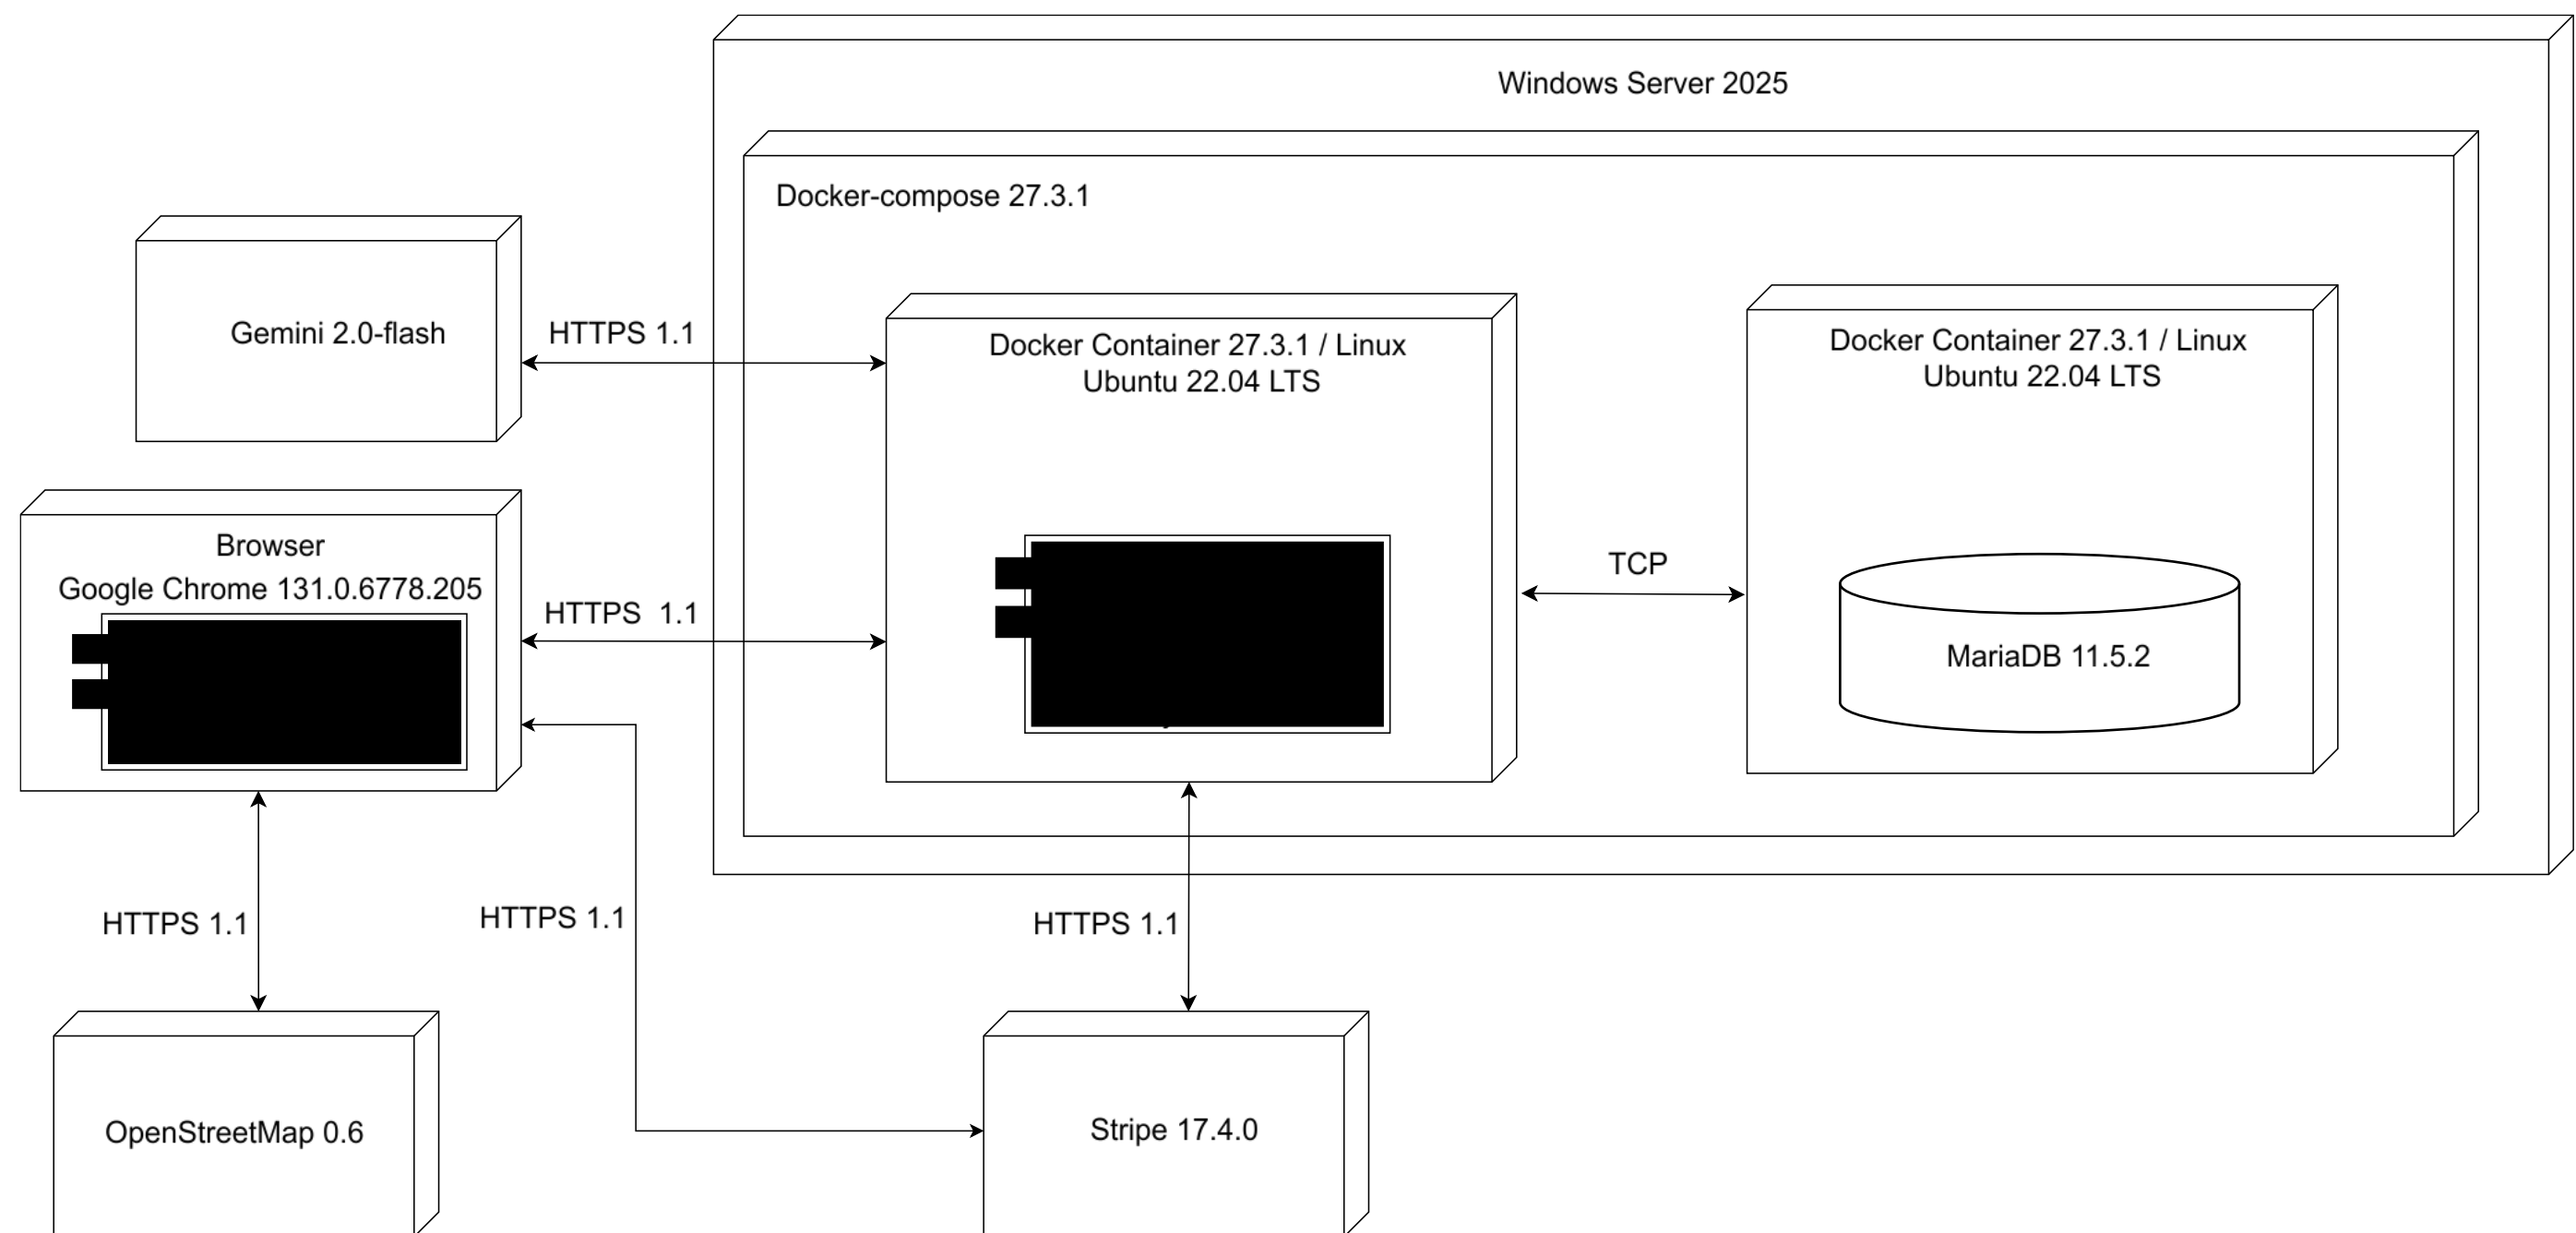 Windows Server 2025
Docker-compose 27.3.1
Gemini 2.0-flash
HTTPS 1.1
Docker Container 27.3.1 / Linux
Ubuntu 22.04 LTS
Docker Container 27.3.1 / Linux
Ubuntu 22.04 LTS
Browser
Google Chrome 131.0.6778.205
HTTPS  1.1
TCP
MariaDB 11.5.2
HTTPS 1.1
HTTPS 1.1
HTTPS 1.1
OpenStreetMap 0.6
Stripe 17.4.0